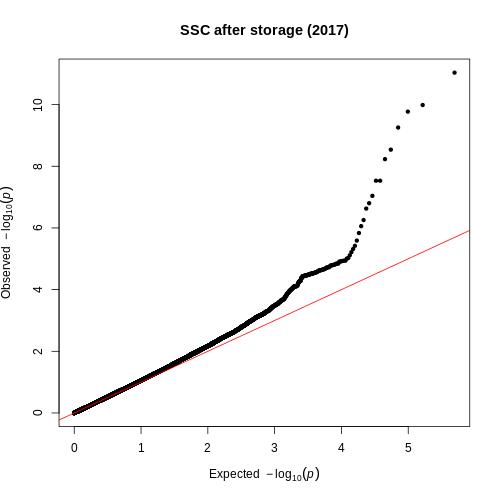 SSC after storage (2017)
Observed −log₁₀(p)
10
8
6
4
2
0
0 1 2 3 4 5
Expected −log₁₀(p)